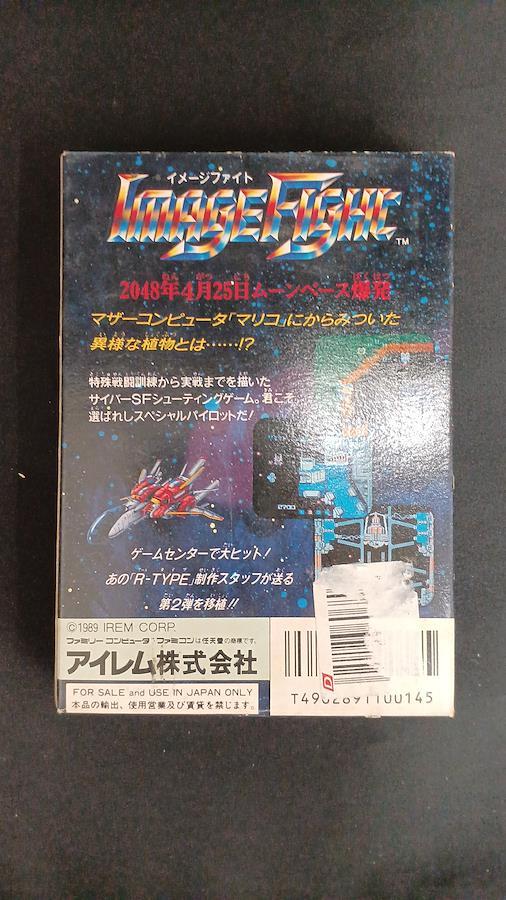 イメージファイト
IMAGE FIGHT
™
2048年4月25日ムーンベース爆発
マザーコンピュータ「マリコ」にからみついた
異様な植物とは……!?
特殊戦闘訓練から実戦までを描いた
サイバーSFシューティングゲーム。君こそ、
選ばれしスペシャルパイロットだ!
2700
ゲームセンターで大ヒット!
あの「R-TYPE」制作スタッフが送る
第2弾を移植!!
©1989 IREM CORP.
ファミリーコンピュータ・ファミコンは任天堂の商標です。
アイレム株式会社
FOR SALE and USE IN JAPAN ONLY
本品の輸出、使用営業及び賃貸を禁じます。
T4902891100145